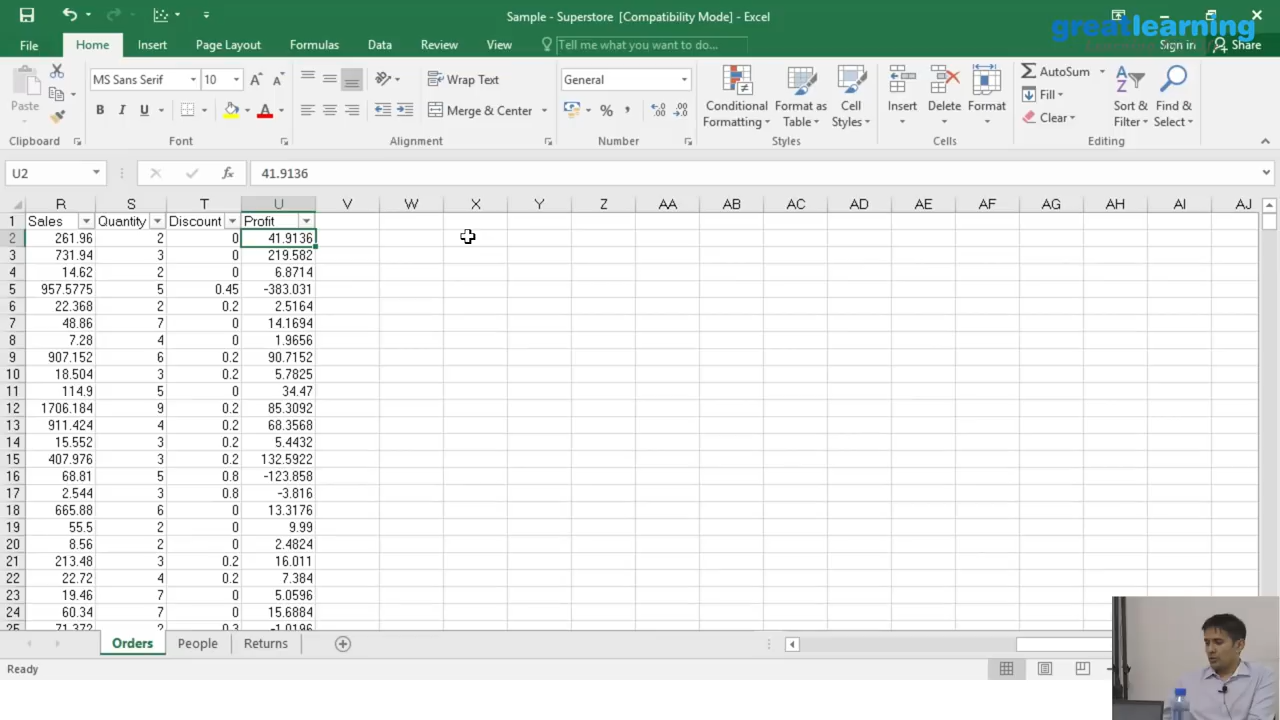 Sample - Superstore [Compatibility Mode] - Excel
greatlearning
File Home Insert Page Layout Formulas Data Review View Tell me what you want to do... Sign in Share
Paste
MS Sans Serif 10
B I U
Wrap Text
Merge & Center
General
Conditional Formatting
Format as Table
Cell Styles
Insert Delete Format
AutoSum
Fill
Clear
Sort & Filter
Find & Select
Clipboard Font Alignment Number Styles Cells Editing
U2 fx 41.9136
R S T U V W X Y Z AA AB AC AD AE AF AG AH AI AJ
1 Sales Quantity Discount Profit
2 261.96 2 0 41.9136
3 731.94 3 0 219.582
4 14.62 2 0 6.8714
5 957.5775 5 0.45 -383.031
6 22.368 2 0.2 2.5164
7 48.86 7 0 14.1694
8 7.28 4 0 1.9656
9 907.152 6 0.2 90.7152
10 18.504 3 0.2 5.7825
11 114.9 5 0 34.47
12 1706.184 9 0.2 85.3092
13 911.424 4 0.2 68.3568
14 15.552 3 0.2 5.4432
15 407.976 3 0.2 132.5922
16 68.81 5 0.8 -123.858
17 2.544 3 0.8 -3.816
18 665.88 6 0 13.3176
19 55.5 2 0 9.99
20 8.56 2 0 2.4824
21 213.48 3 0.2 16.011
22 22.72 4 0.2 7.384
23 19.46 7 0 5.0596
24 60.34 7 0 15.6884
25 71.372 2 0.3 -1.0196
Orders People Returns
Ready